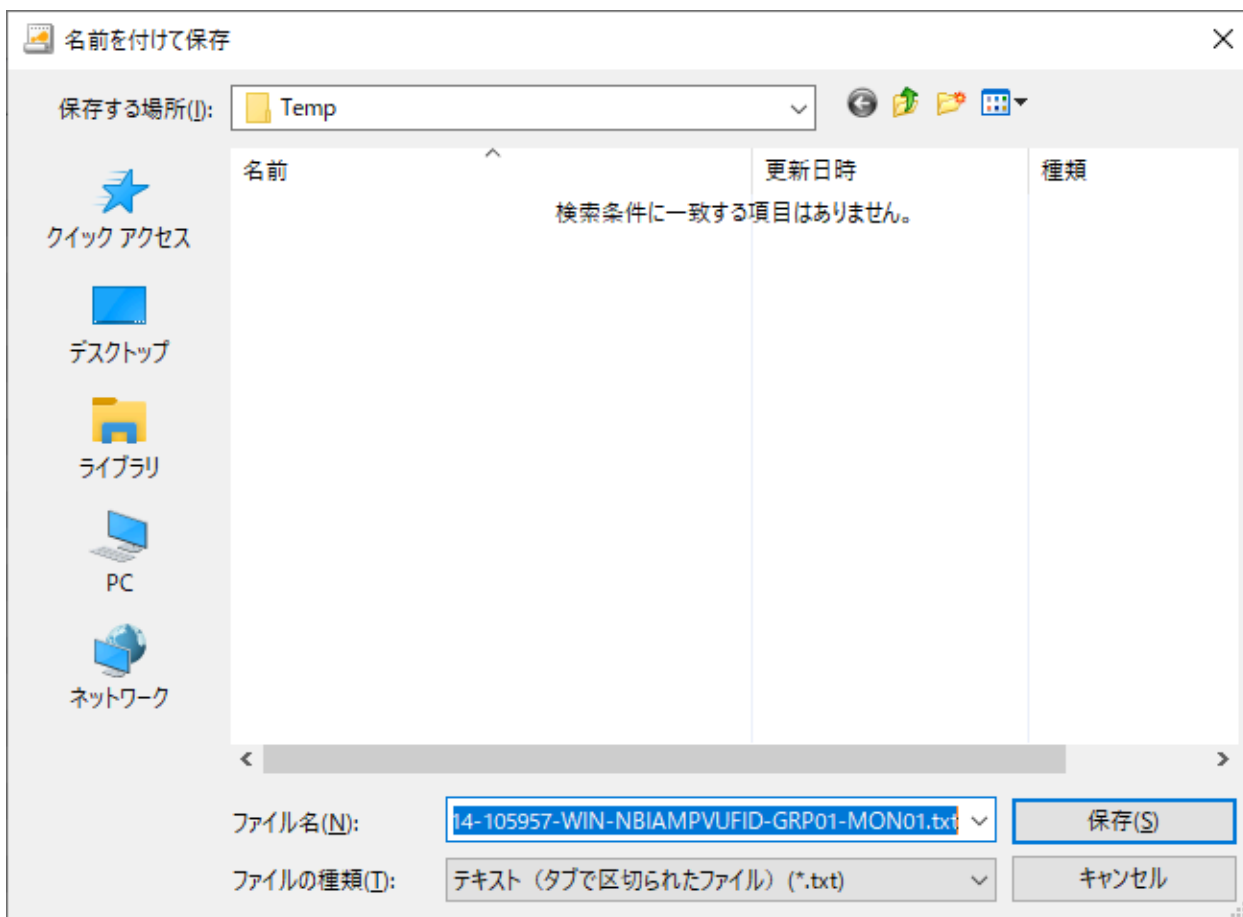 名前を付けて保存
保存する場所(I):
Temp
名前
更新日時
種類
検索条件に一致する項目はありません。
クイック アクセス
デスクトップ
ライブラリ
PC
ネットワーク
ファイル名(N):
14-105957-WIN-NBIAMPVUFID-GRP01-MON01.txt
保存(S)
ファイルの種類(T):
テキスト（タブで区切られたファイル） (*.txt)
キャンセル